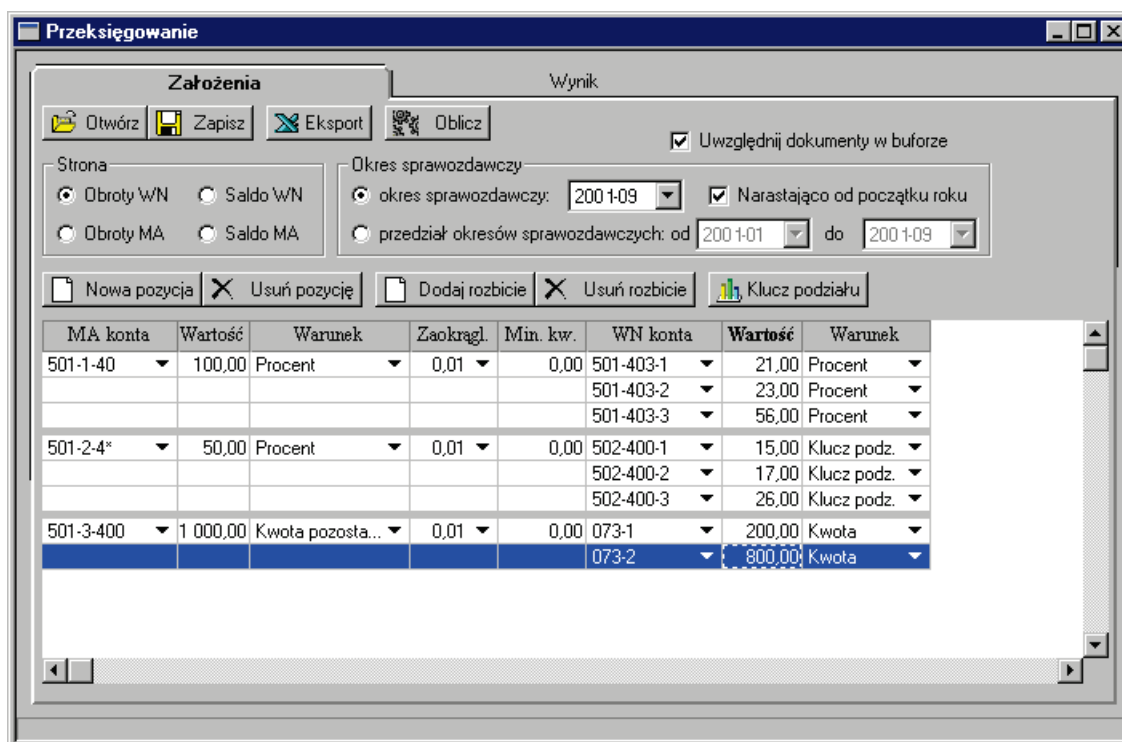 Przeksięgowanie
Założenia Wynik
Otwórz Zapisz Eksport Oblicz Uwzględnij dokumenty w buforze
Strona Okres sprawozdawczy
Obroty WN Saldo WN okres sprawozdawczy: 2001-09 Narastająco od początku roku
Obroty MA Saldo MA przedział okresów sprawozdawczych: od 2001-01 do 2001-09
Nowa pozycja Usuń pozycję Dodaj rozbicie Usuń rozbicie Klucz podziału
MA konta Wartość Warunek Zaokrągl. Min. kw. WN konta Wartość Warunek
501-1-40 100,00 Procent 0,01 0,00 501-403-1 21,00 Procent
501-403-2 23,00 Procent
501-403-3 56,00 Procent
501-2-4* 50,00 Procent 0,01 0,00 502-400-1 15,00 Klucz podz.
502-400-2 17,00 Klucz podz.
502-400-3 26,00 Klucz podz.
501-3-400 1 000,00 Kwota pozosta... 0,01 0,00 073-1 200,00 Kwota
073-2 800,00 Kwota